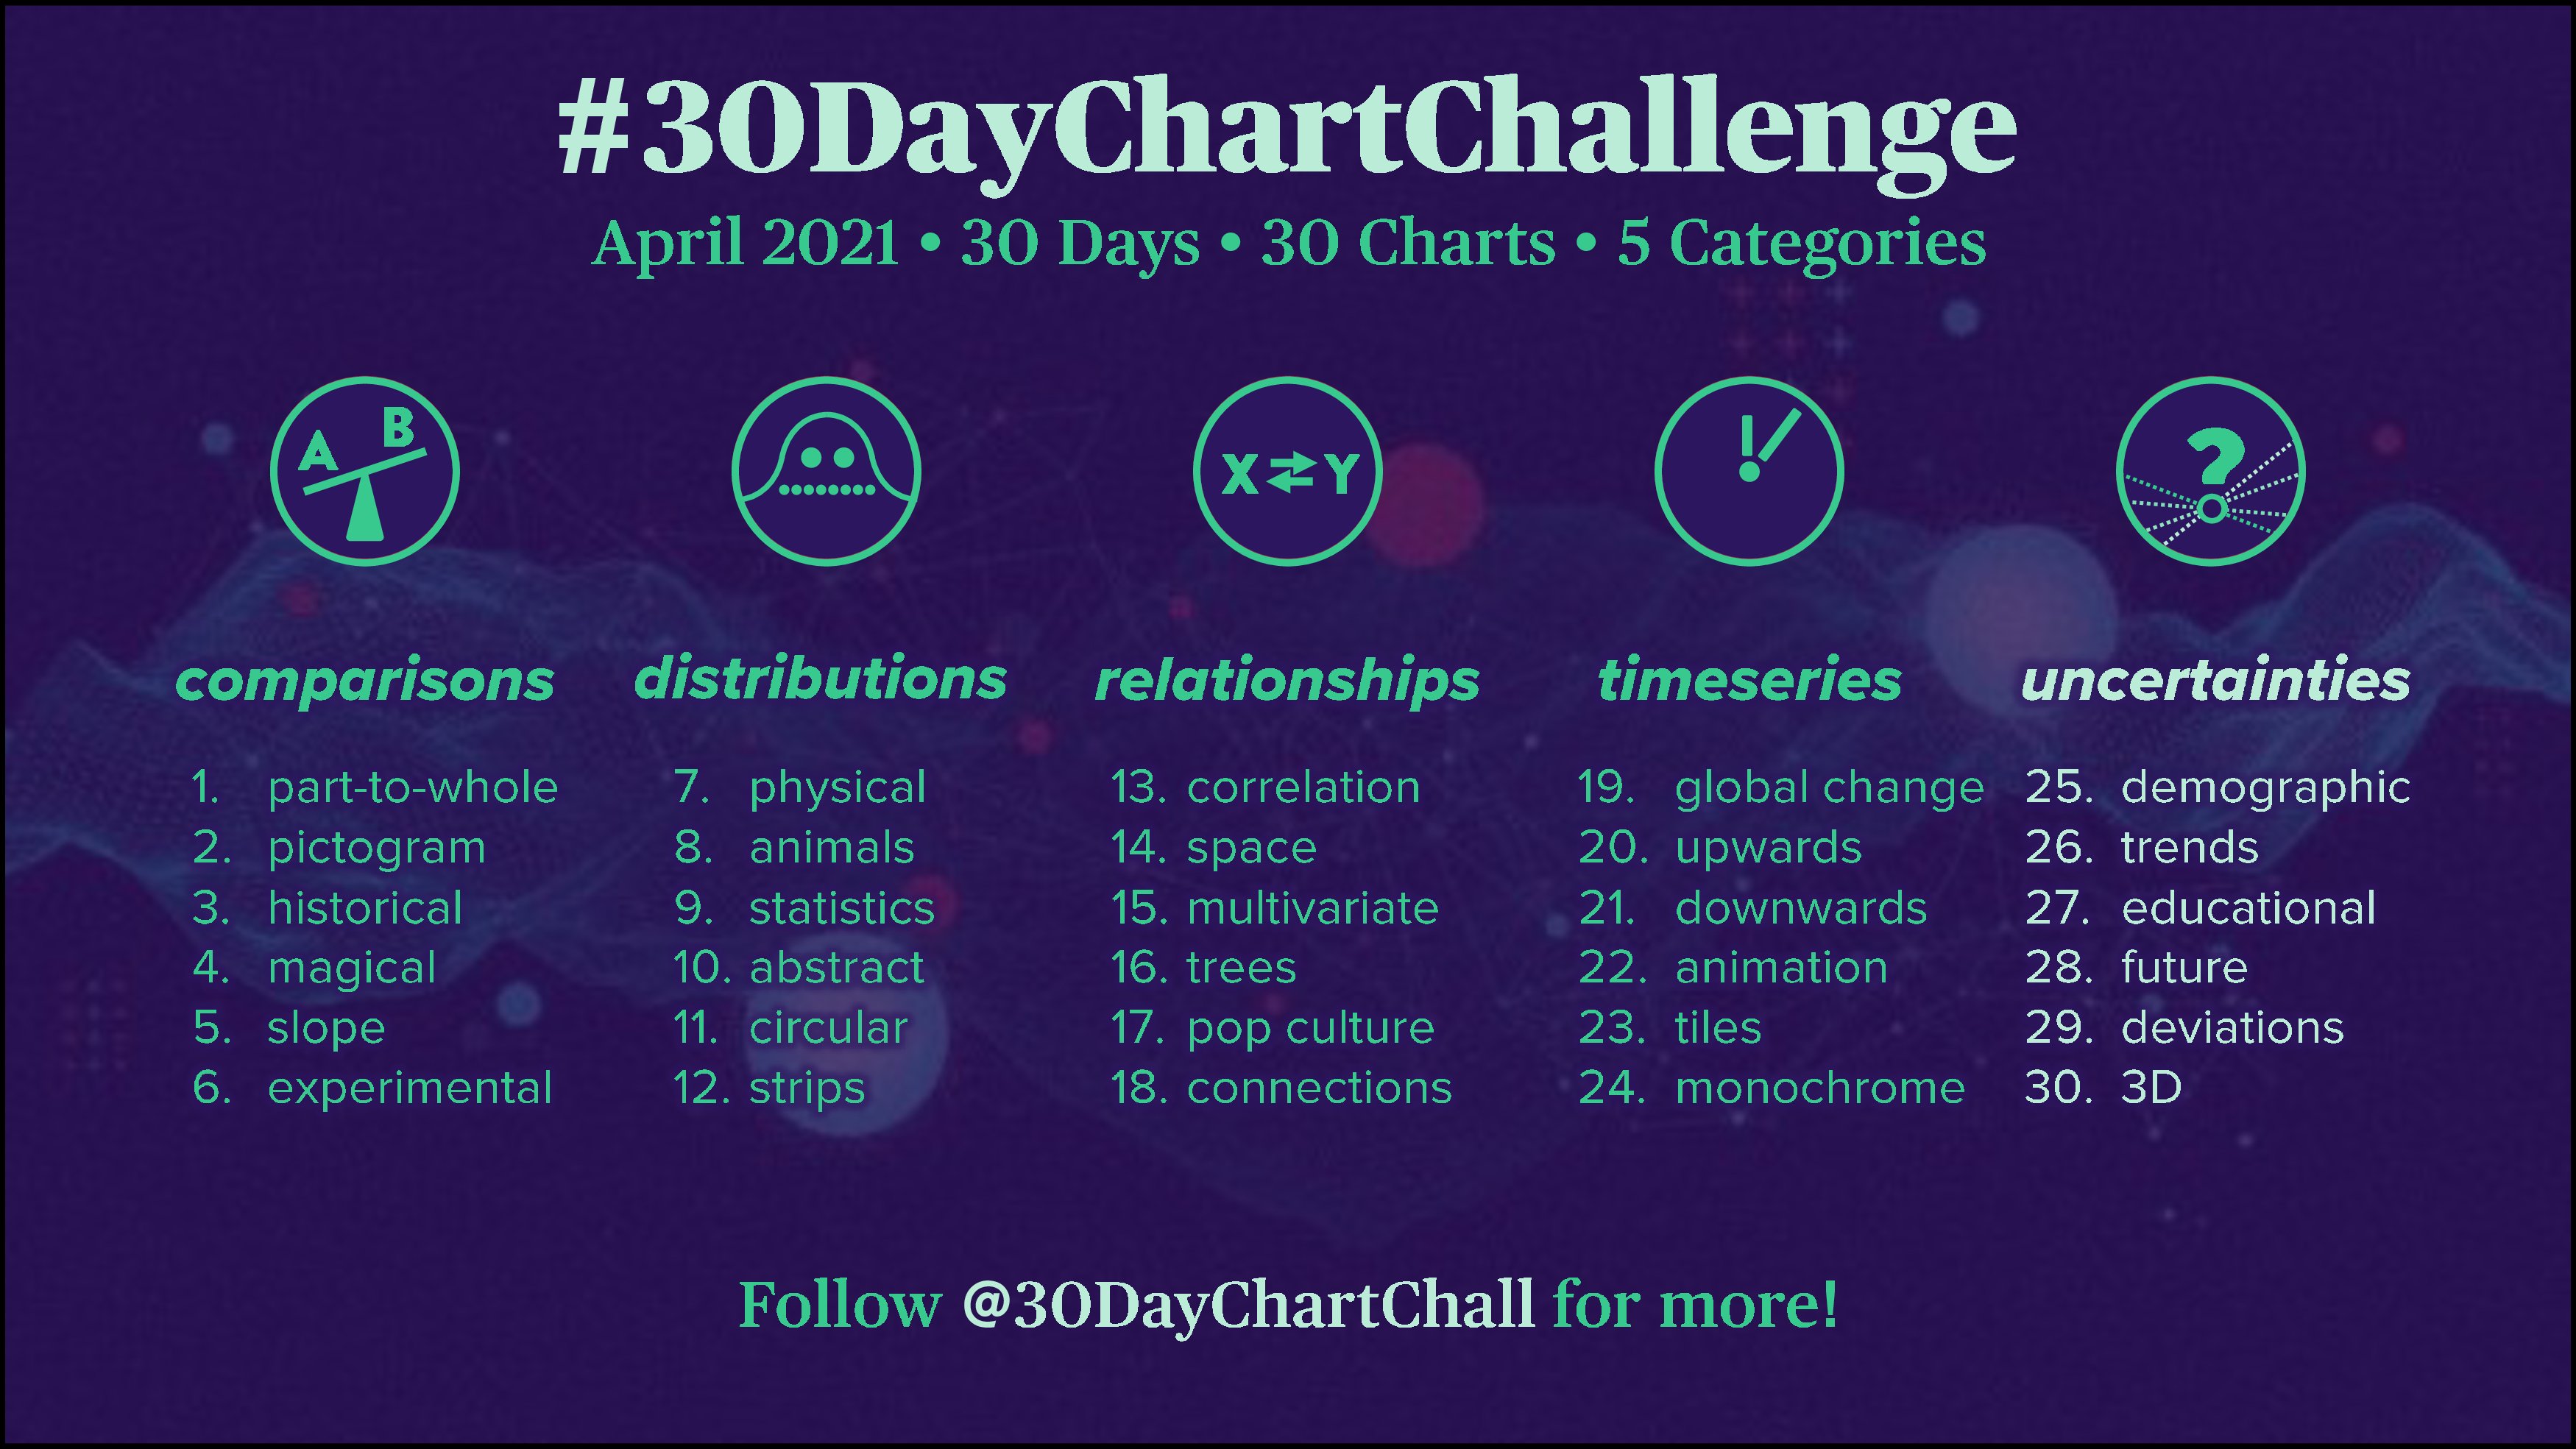 #30DayChartChallenge
April 2021 • 30 Days • 30 Charts • 5 Categories
A B
X Y
!
?
comparisons
1. part-to-whole
2. pictogram
3. historical
4. magical
5. slope
6. experimental
distributions
7. physical
8. animals
9. statistics
10. abstract
11. circular
12. strips
relationships
13. correlation
14. space
15. multivariate
16. trees
17. pop culture
18. connections
timeseries
19. global change
20. upwards
21. downwards
22. animation
23. tiles
24. monochrome
uncertainties
25. demographic
26. trends
27. educational
28. future
29. deviations
30. 3D
Follow @30DayChartChall for more!